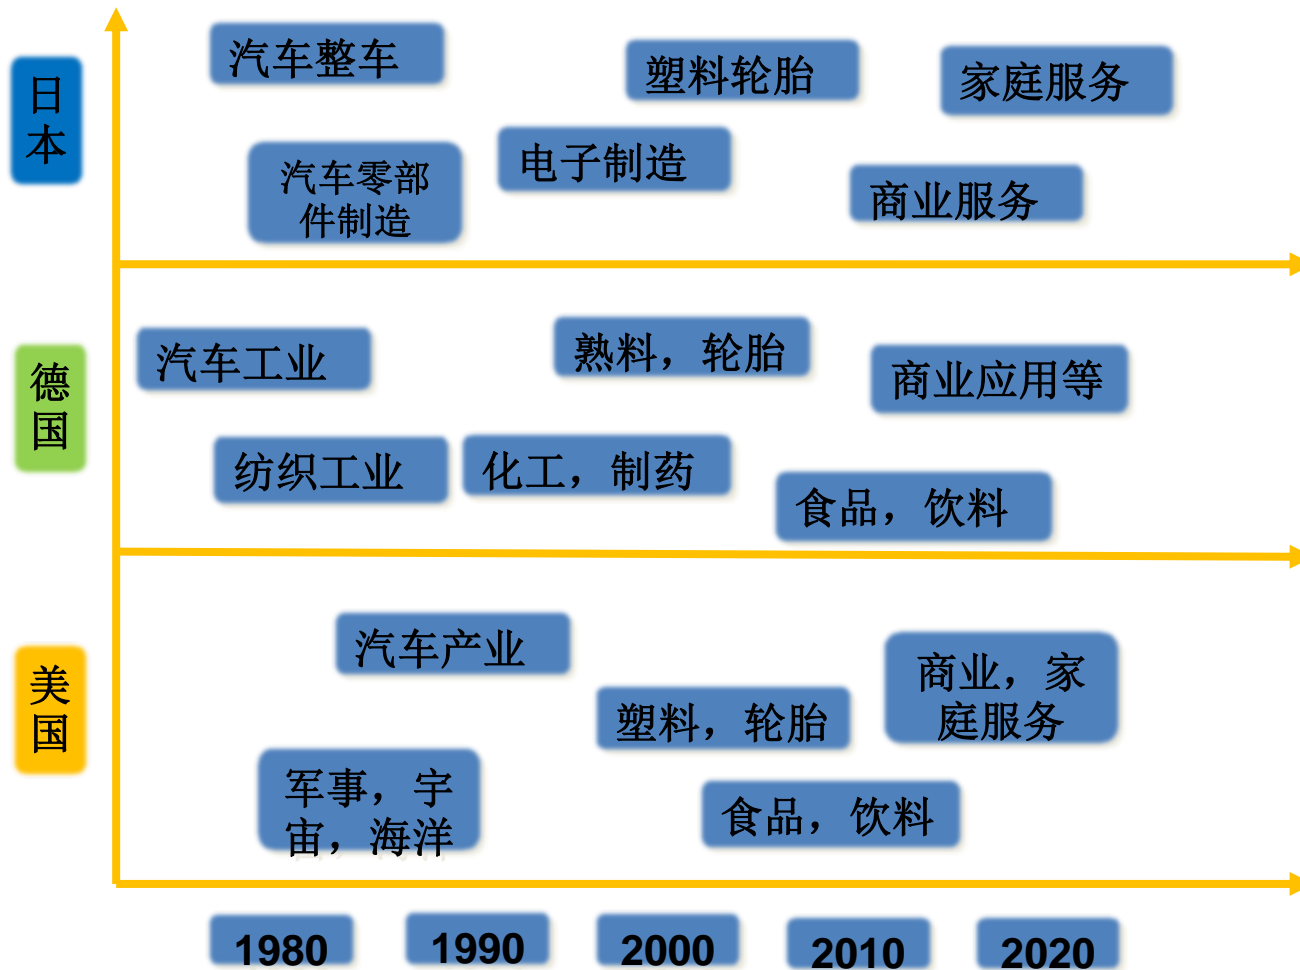 日
本
汽车整车
塑料轮胎
家庭服务
汽车零部
件制造
电子制造
商业服务
德
国
汽车工业
熟料，轮胎
商业应用等
纺织工业
化工，制药
食品，饮料
美
国
汽车产业
塑料，轮胎
商业，家
庭服务
军事，宇
宙，海洋
食品，饮料
1980
1990
2000
2010
2020